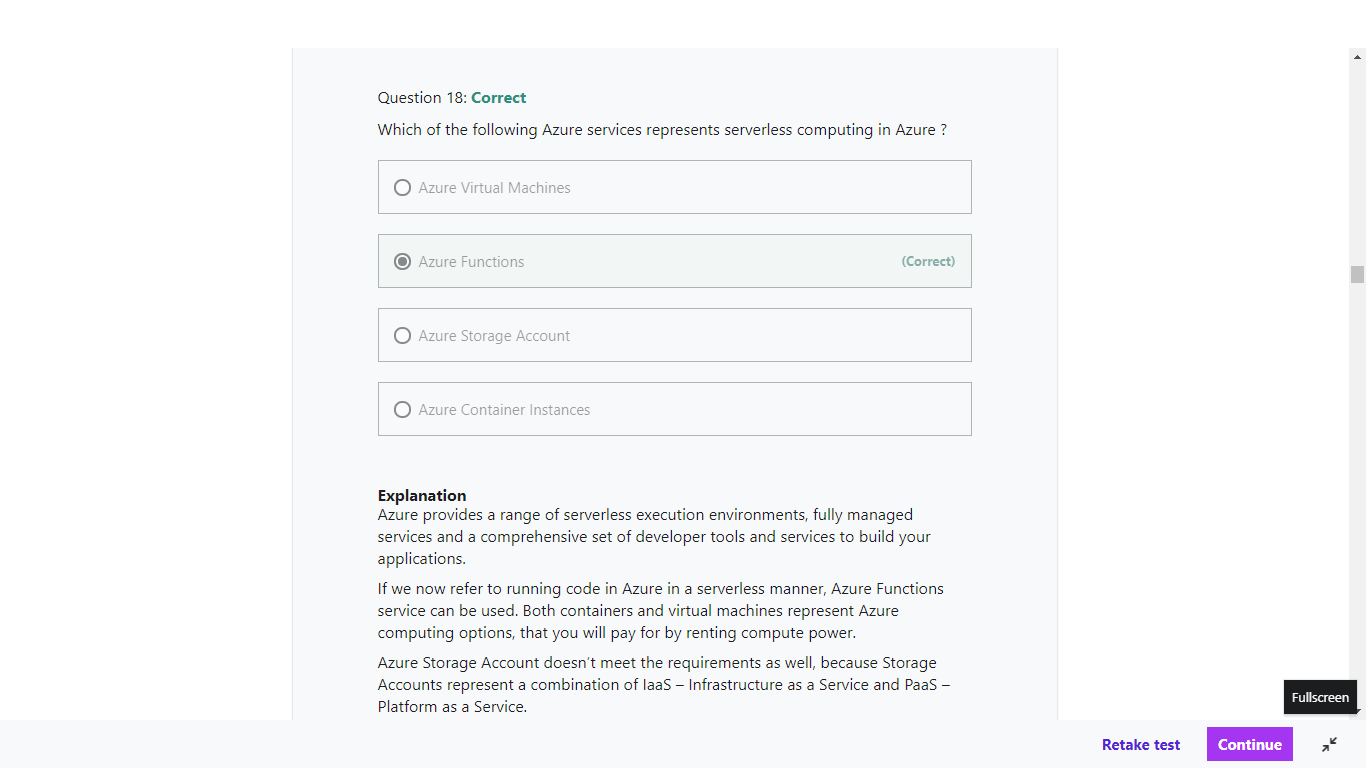 Question 18: Correct
Which of the following Azure services represents serverless computing in Azure ?
Azure Virtual Machines
Azure Functions (Correct)
Azure Storage Account
Azure Container Instances
Explanation
Azure provides a range of serverless execution environments, fully managed
services and a comprehensive set of developer tools and services to build your
applications.
If we now refer to running code in Azure in a serverless manner, Azure Functions
service can be used. Both containers and virtual machines represent Azure
computing options, that you will pay for by renting compute power.
Azure Storage Account doesn't meet the requirements as well, because Storage
Accounts represent a combination of IaaS – Infrastructure as a Service and PaaS –
Platform as a Service.
Fullscreen
Retake test
Continue